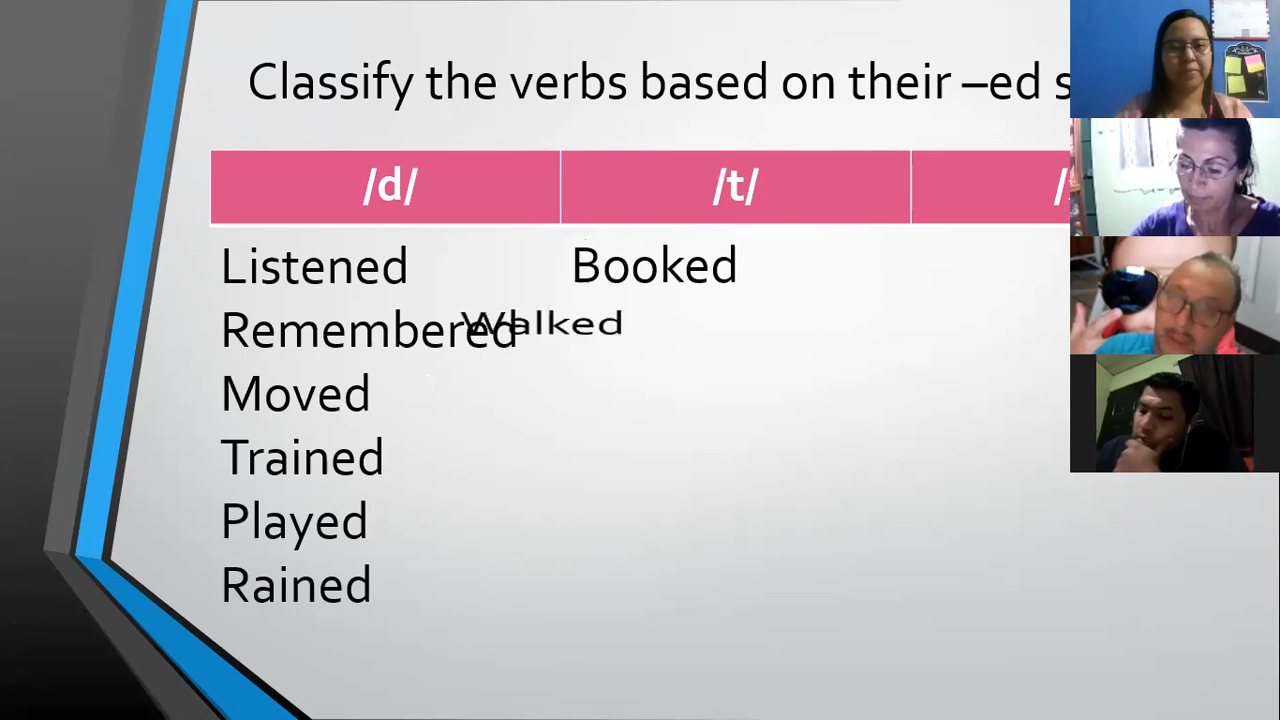 Classify the verbs based on their –ed s
/d/ /t/ /
Listened Booked
Remembered Walked
Moved
Trained
Played
Rained